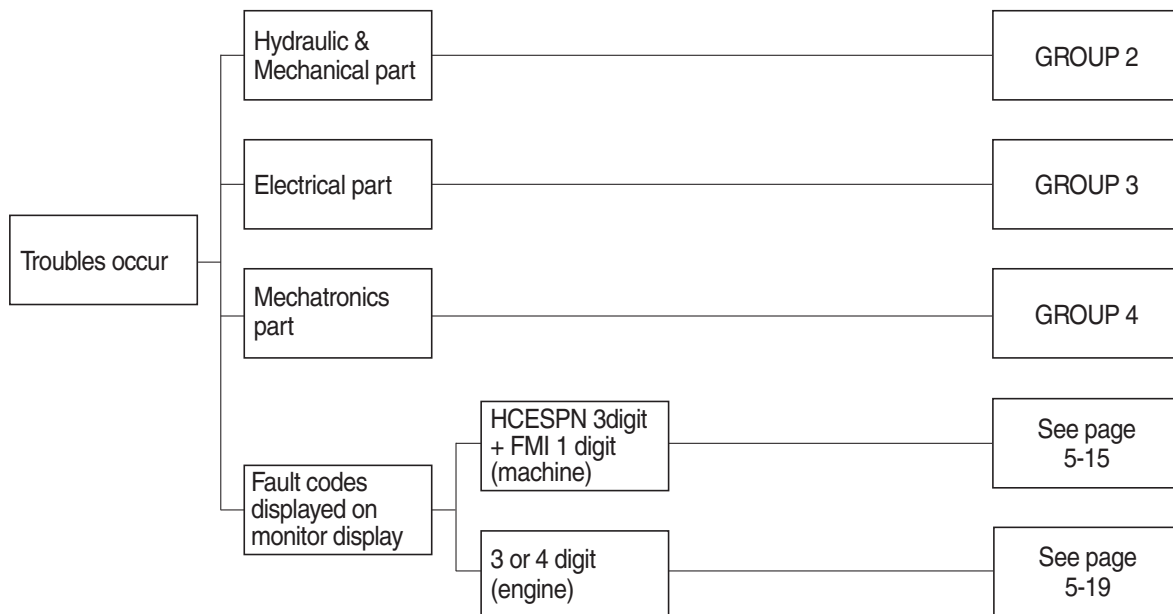 Troubles occur
Hydraulic &
Mechanical part
GROUP 2
Electrical part
GROUP 3
Mechatronics
part
GROUP 4
Fault codes
displayed on
monitor display
HCESPN 3digit
+ FMI 1 digit
(machine)
See page
5-15
3 or 4 digit
(engine)
See page
5-19